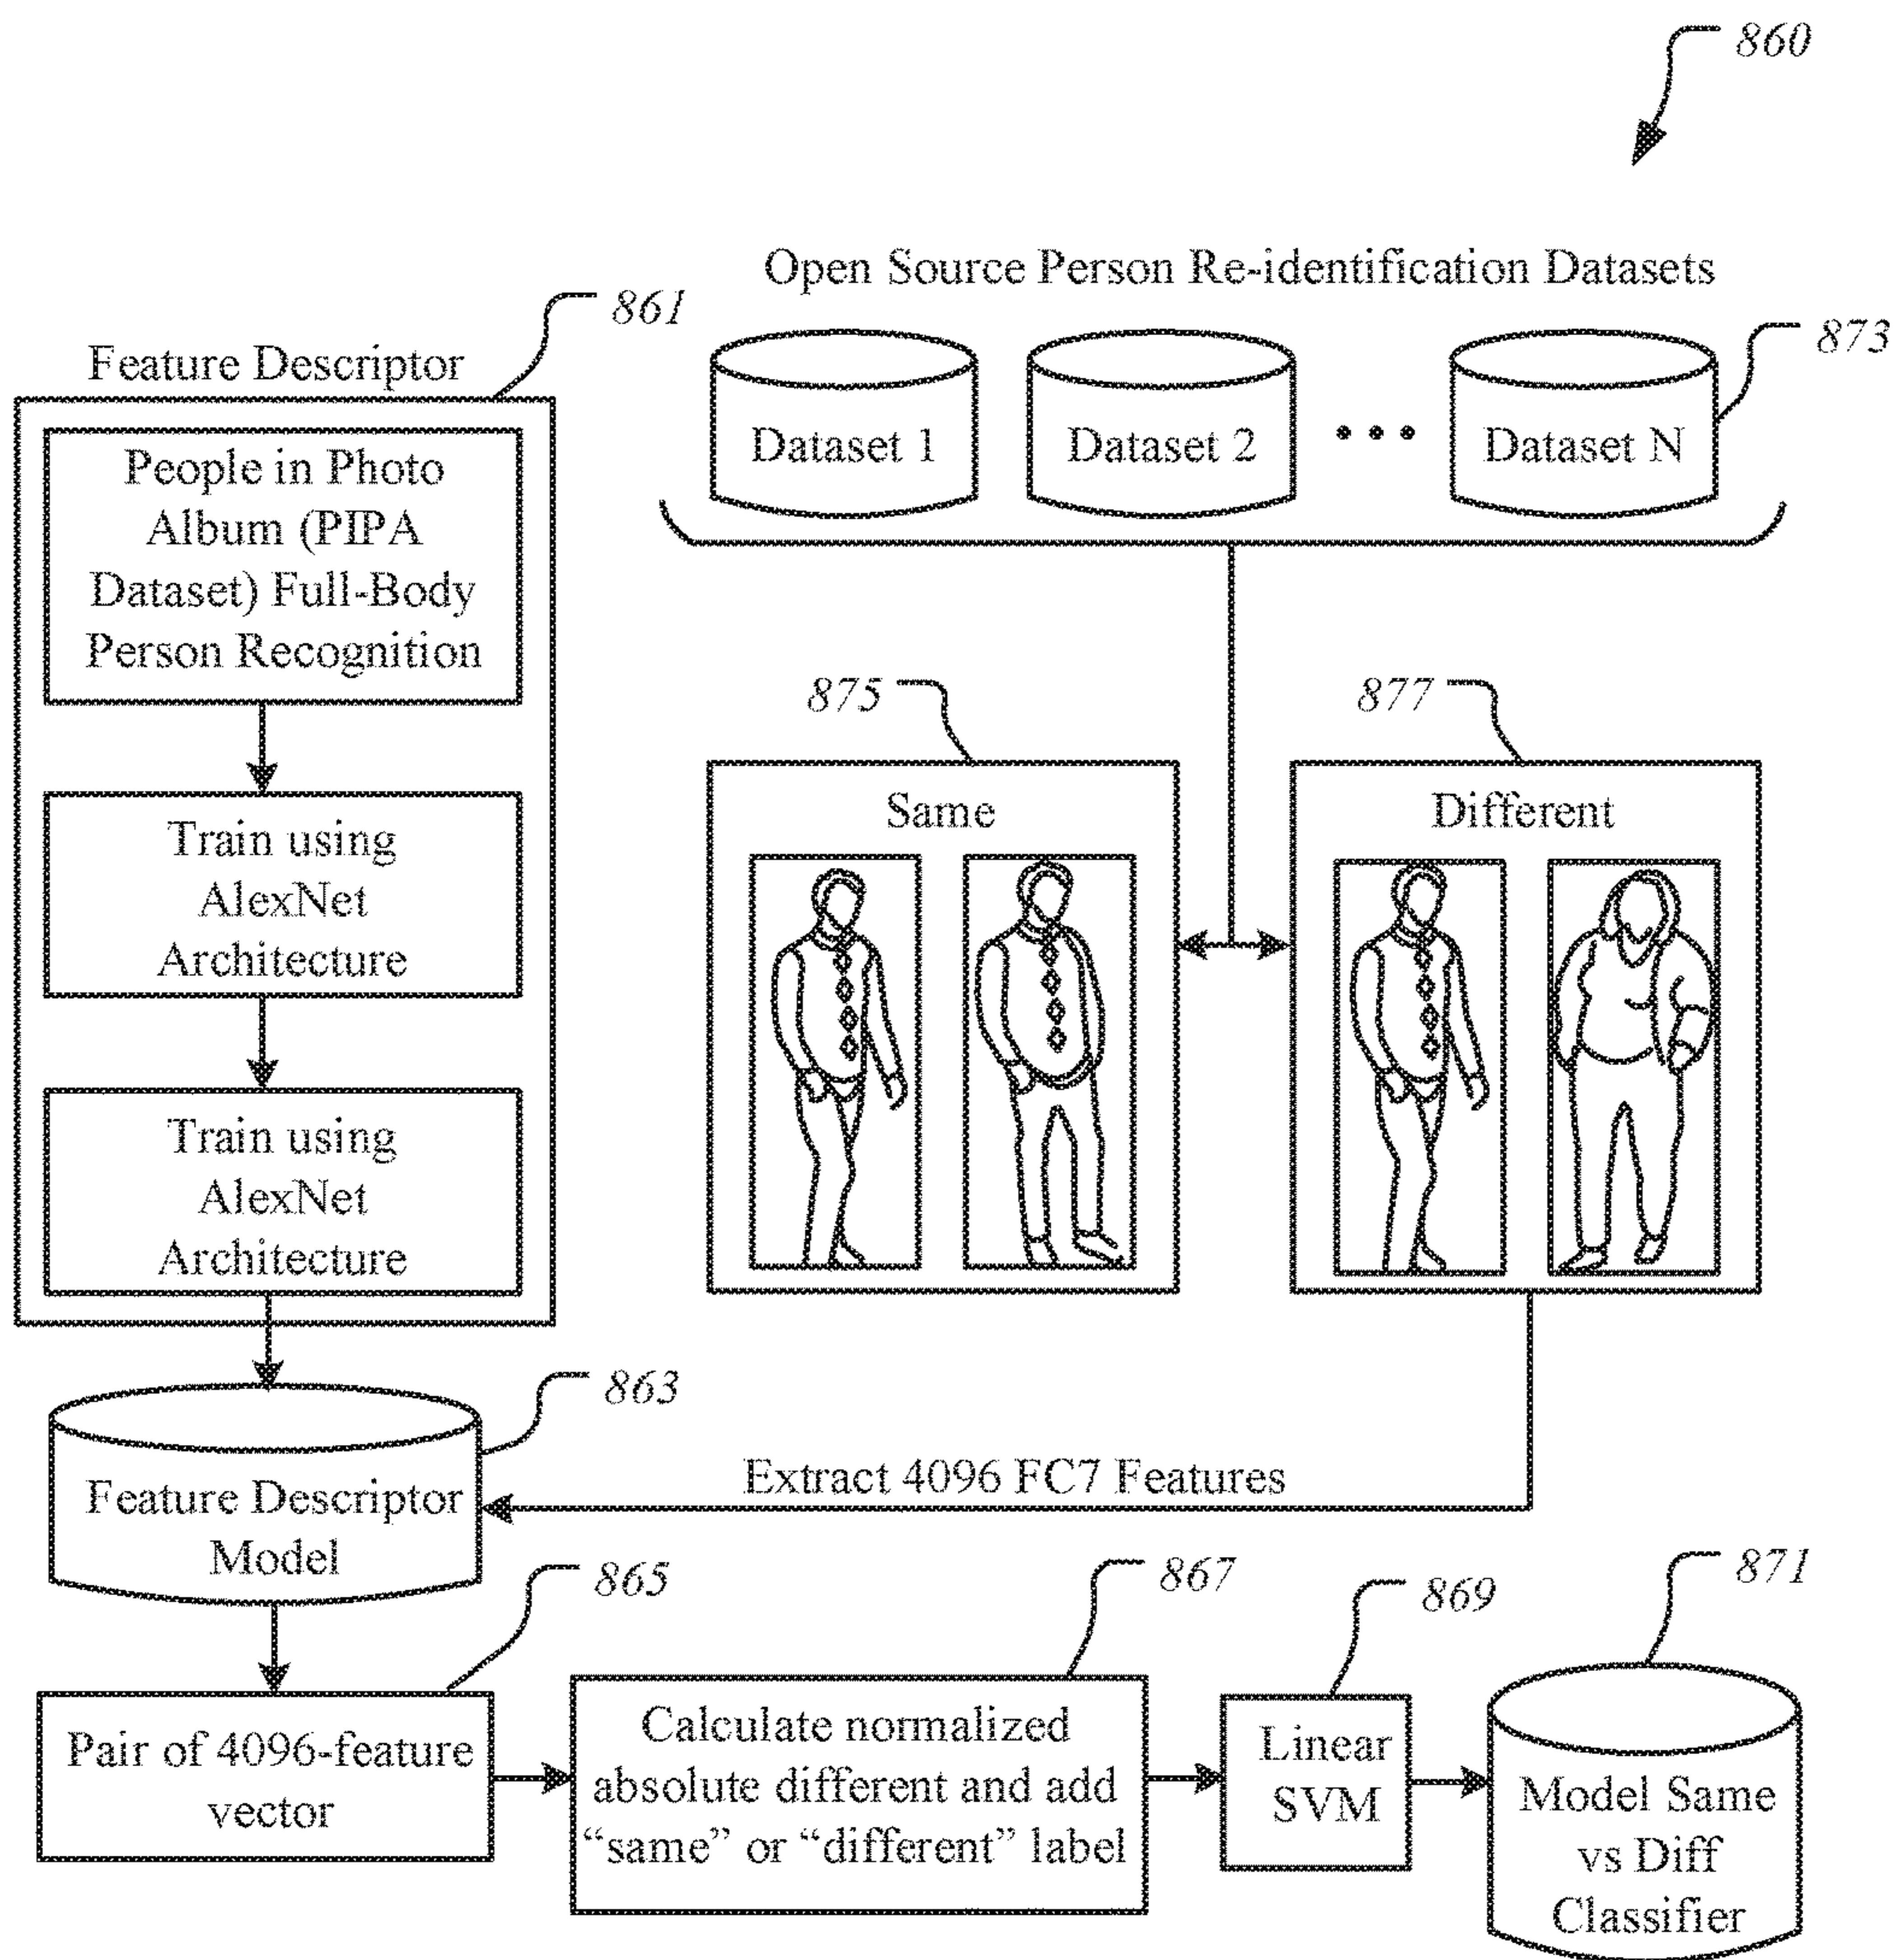 860
Open Source Person Re-identification Datasets
861
873
Feature Descriptor
Dataset 1
Dataset 2
Dataset N
People in Photo
Album (PIPA
Dataset) Full-Body
Person Recognition
875
877
Same
Different
Train using
AlexNet
Architecture
Train using
AlexNet
Architecture
863
Extract 4096 FC7 Features
Feature Descriptor
Model
865
867
869
871
Pair of 4096-feature
vector
Calculate normalized
absolute different and add
“same” or “different” label
Linear
SVM
Model Same
vs Diff
Classifier